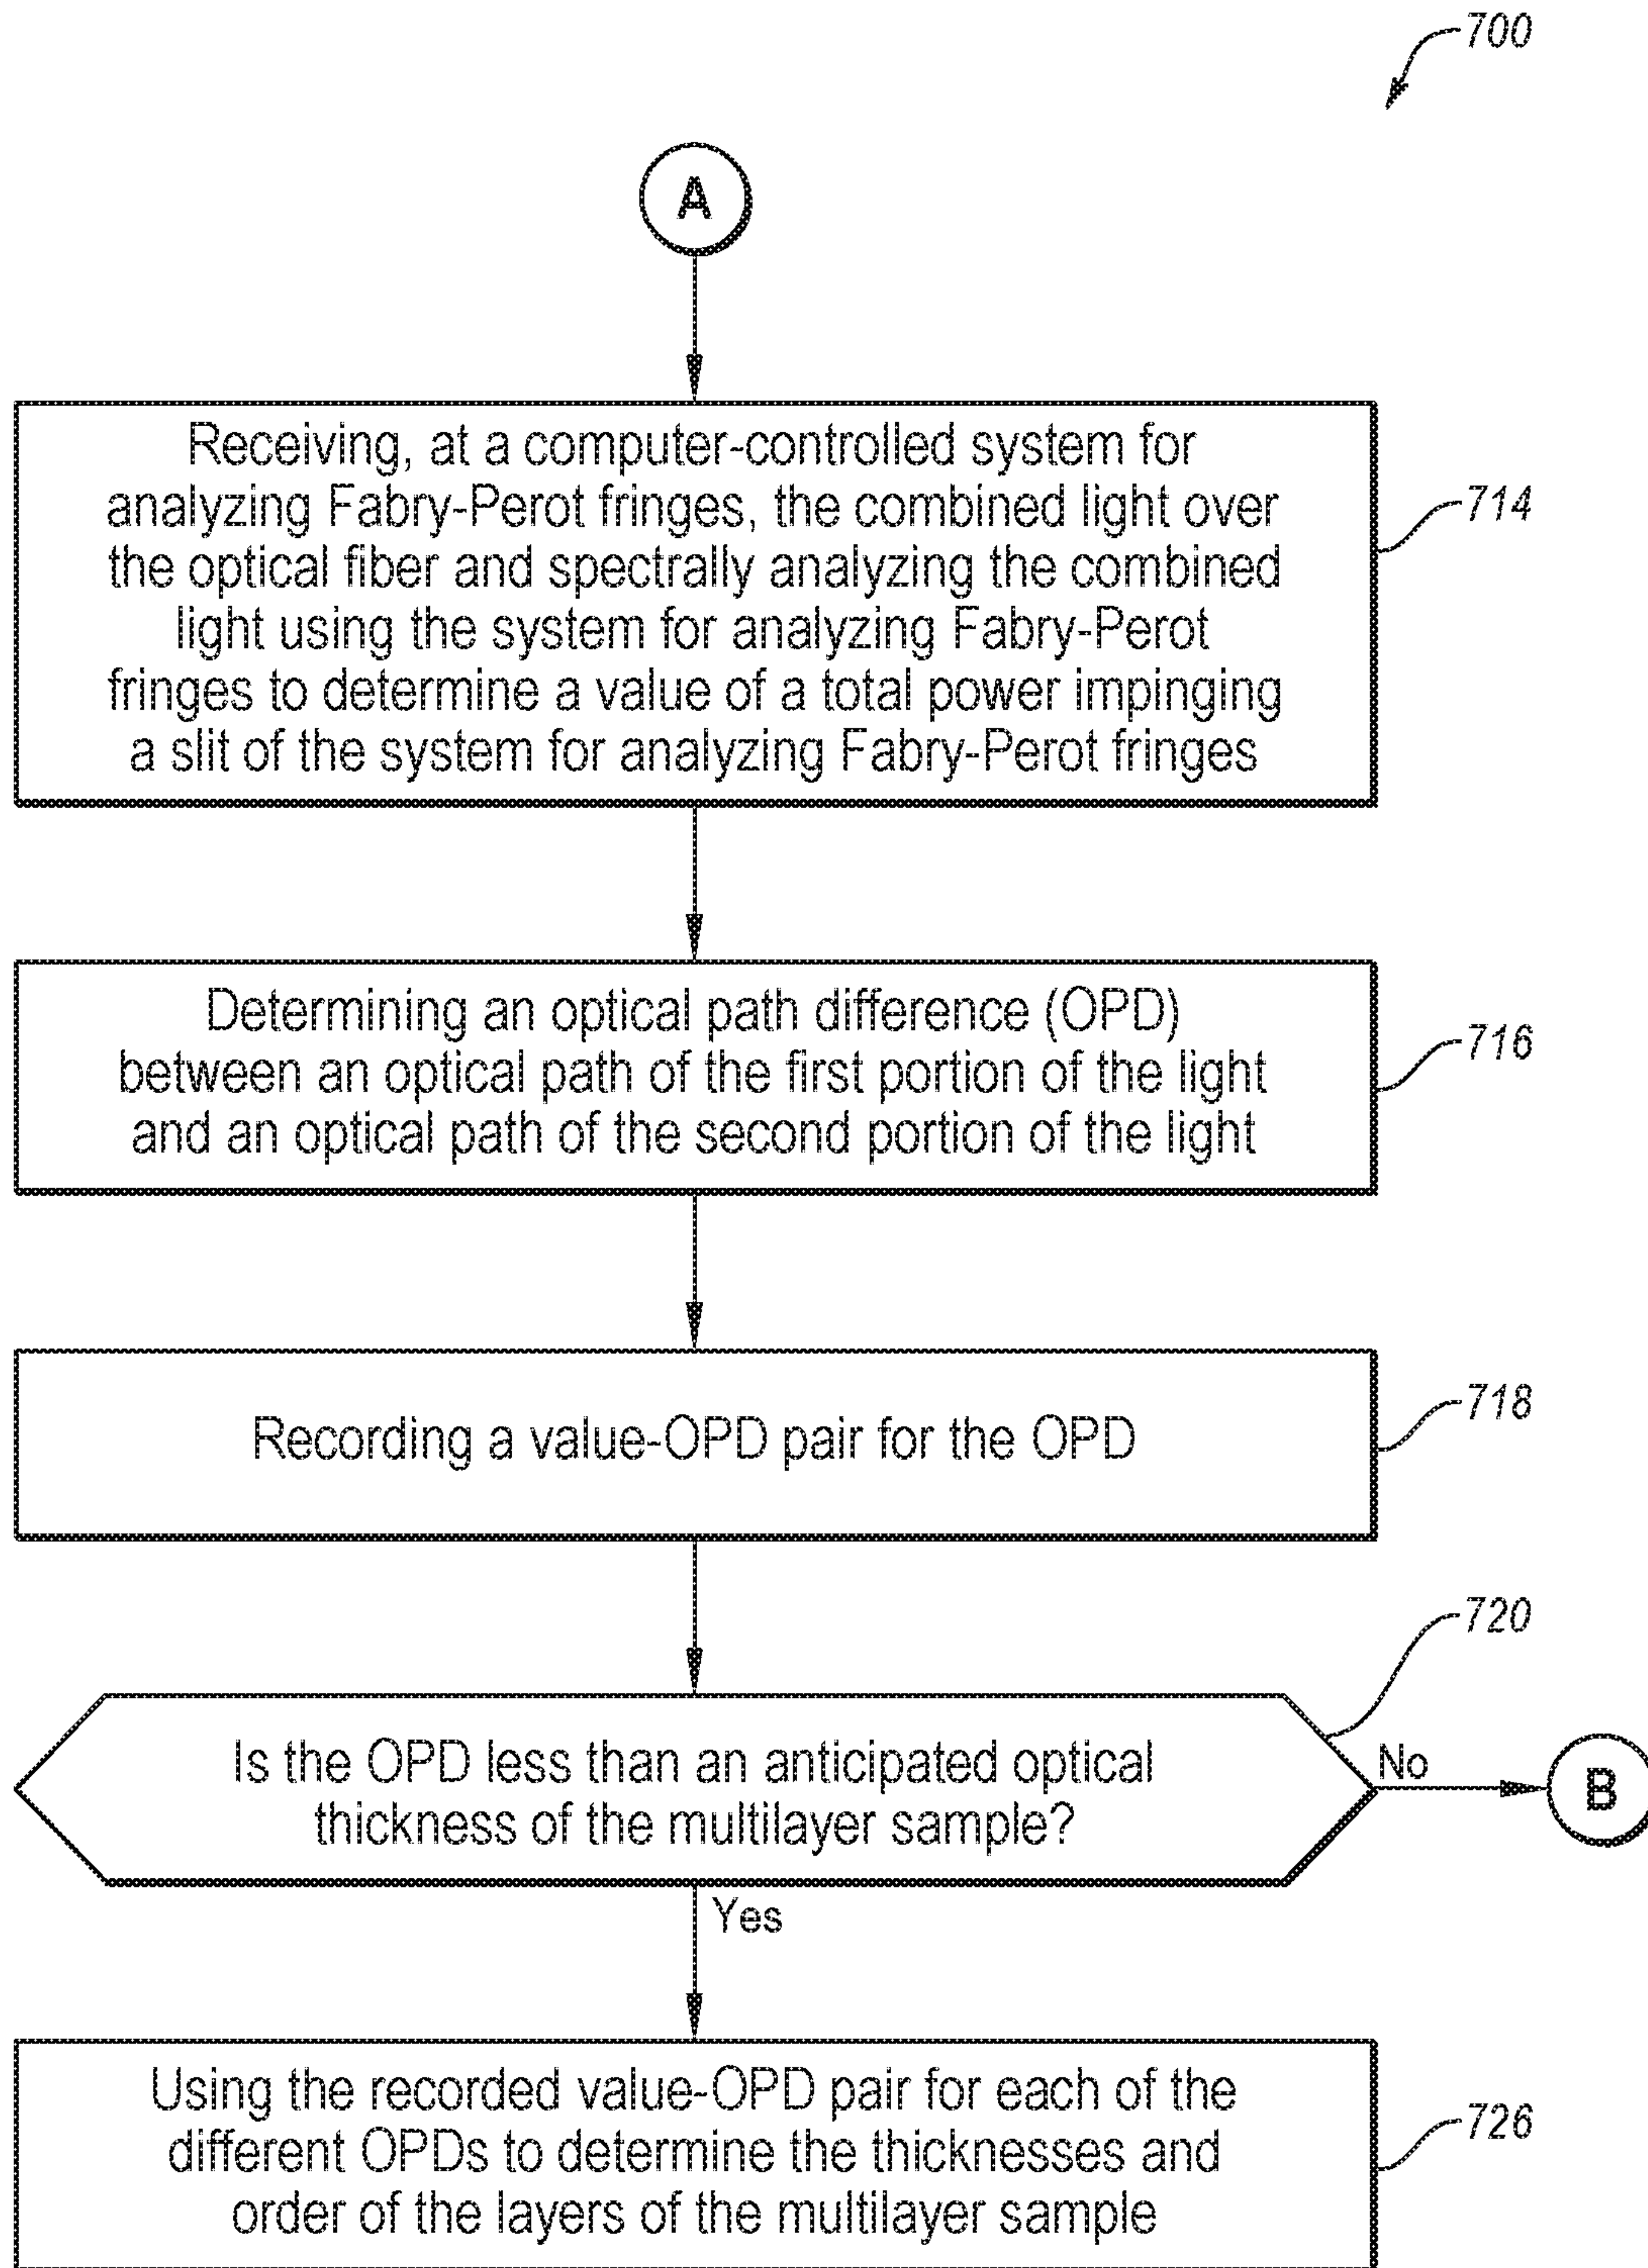 700
A
Receiving, at a computer-controlled system for
analyzing Fabry-Perot fringes, the combined light over
the optical fiber and spectrally analyzing the combined
light using the system for analyzing Fabry-Perot
fringes to determine a value of a total power impinging
a slit of the system for analyzing Fabry-Perot fringes
714
Determining an optical path difference (OPD)
between an optical path of the first portion of the light
and an optical path of the second portion of the light
716
Recording a value-OPD pair for the OPD
718
720
Is the OPD less than an anticipated optical
thickness of the multilayer sample?
No
B
Yes
Using the recorded value-OPD pair for each of the
different OPDs to determine the thicknesses and
order of the layers of the multilayer sample
726